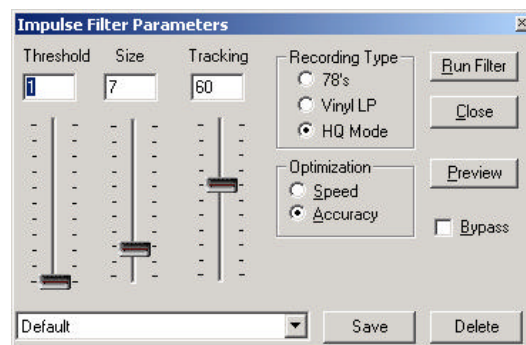 Impulse Filter Parameters
Threshold Size Tracking
1 7 60
Recording Type
78's
Vinyl LP
HQ Mode
Optimization
Speed
Accuracy
Run Filter
Close
Preview
Bypass
Default
Save
Delete